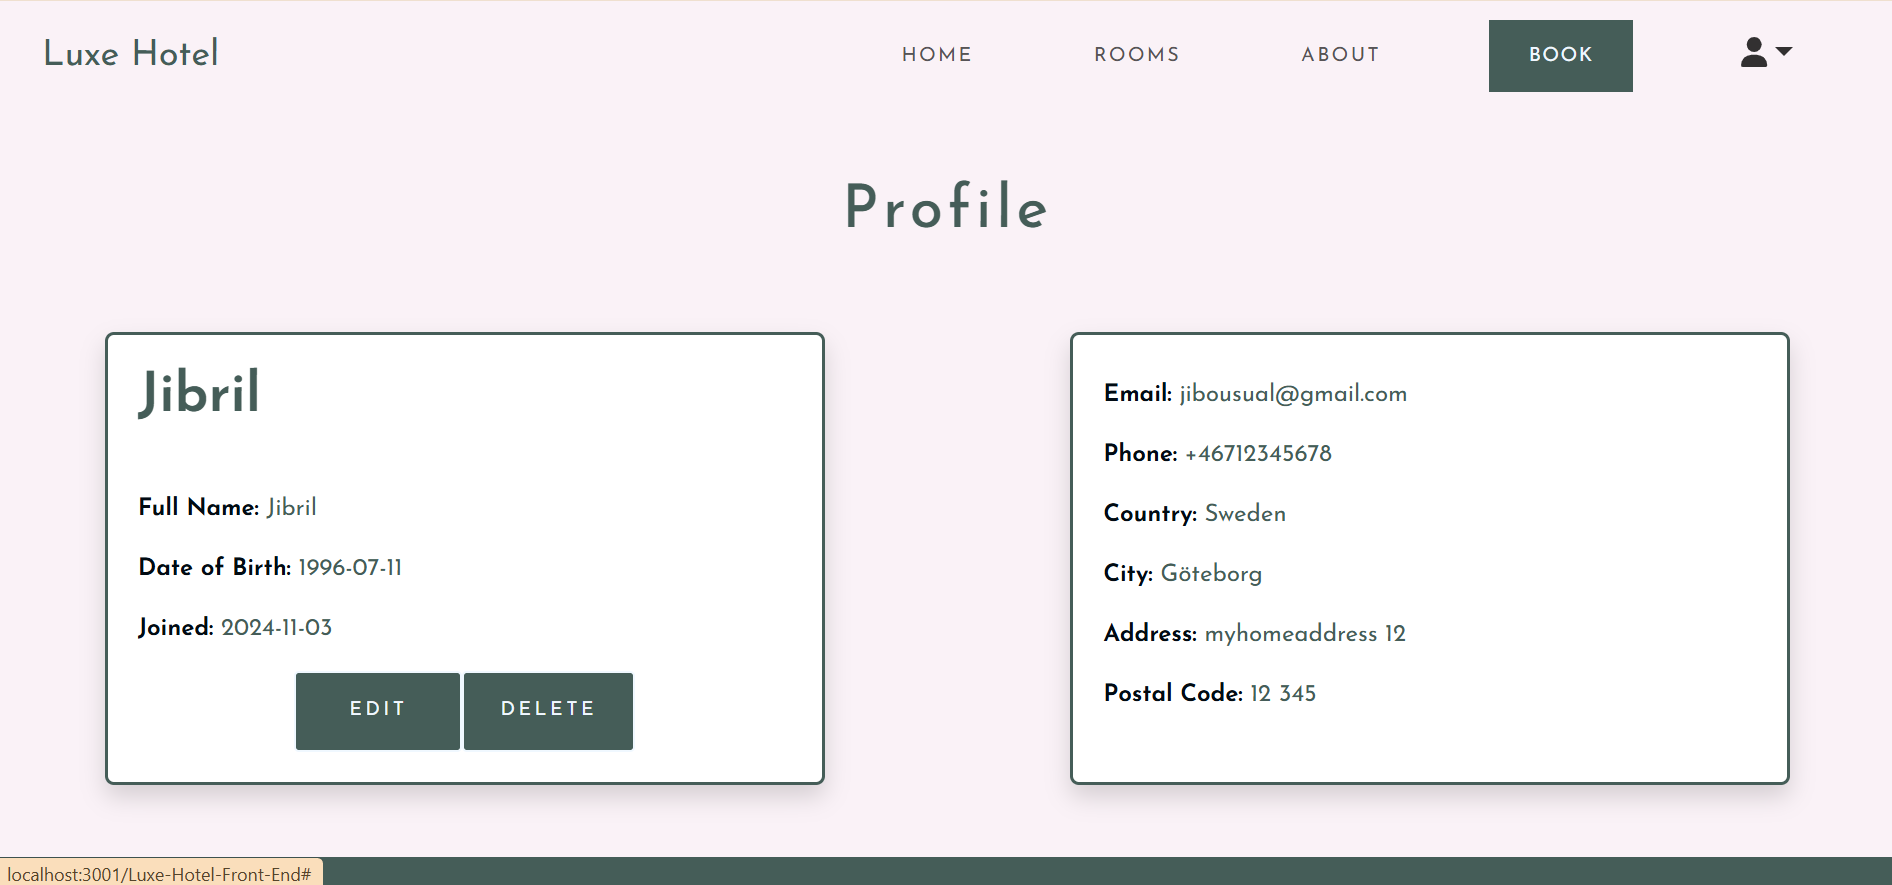 Luxe Hotel
HOME
ROOMS
ABOUT
BOOK
Profile
Jibril
Full Name: Jibril
Date of Birth: 1996-07-11
Joined: 2024-11-03
EDIT
DELETE
Email: jibousual@gmail.com
Phone: +46712345678
Country: Sweden
City: Göteborg
Address: myhomeaddress 12
Postal Code: 12 345
localhost:3001/Luxe-Hotel-Front-End#